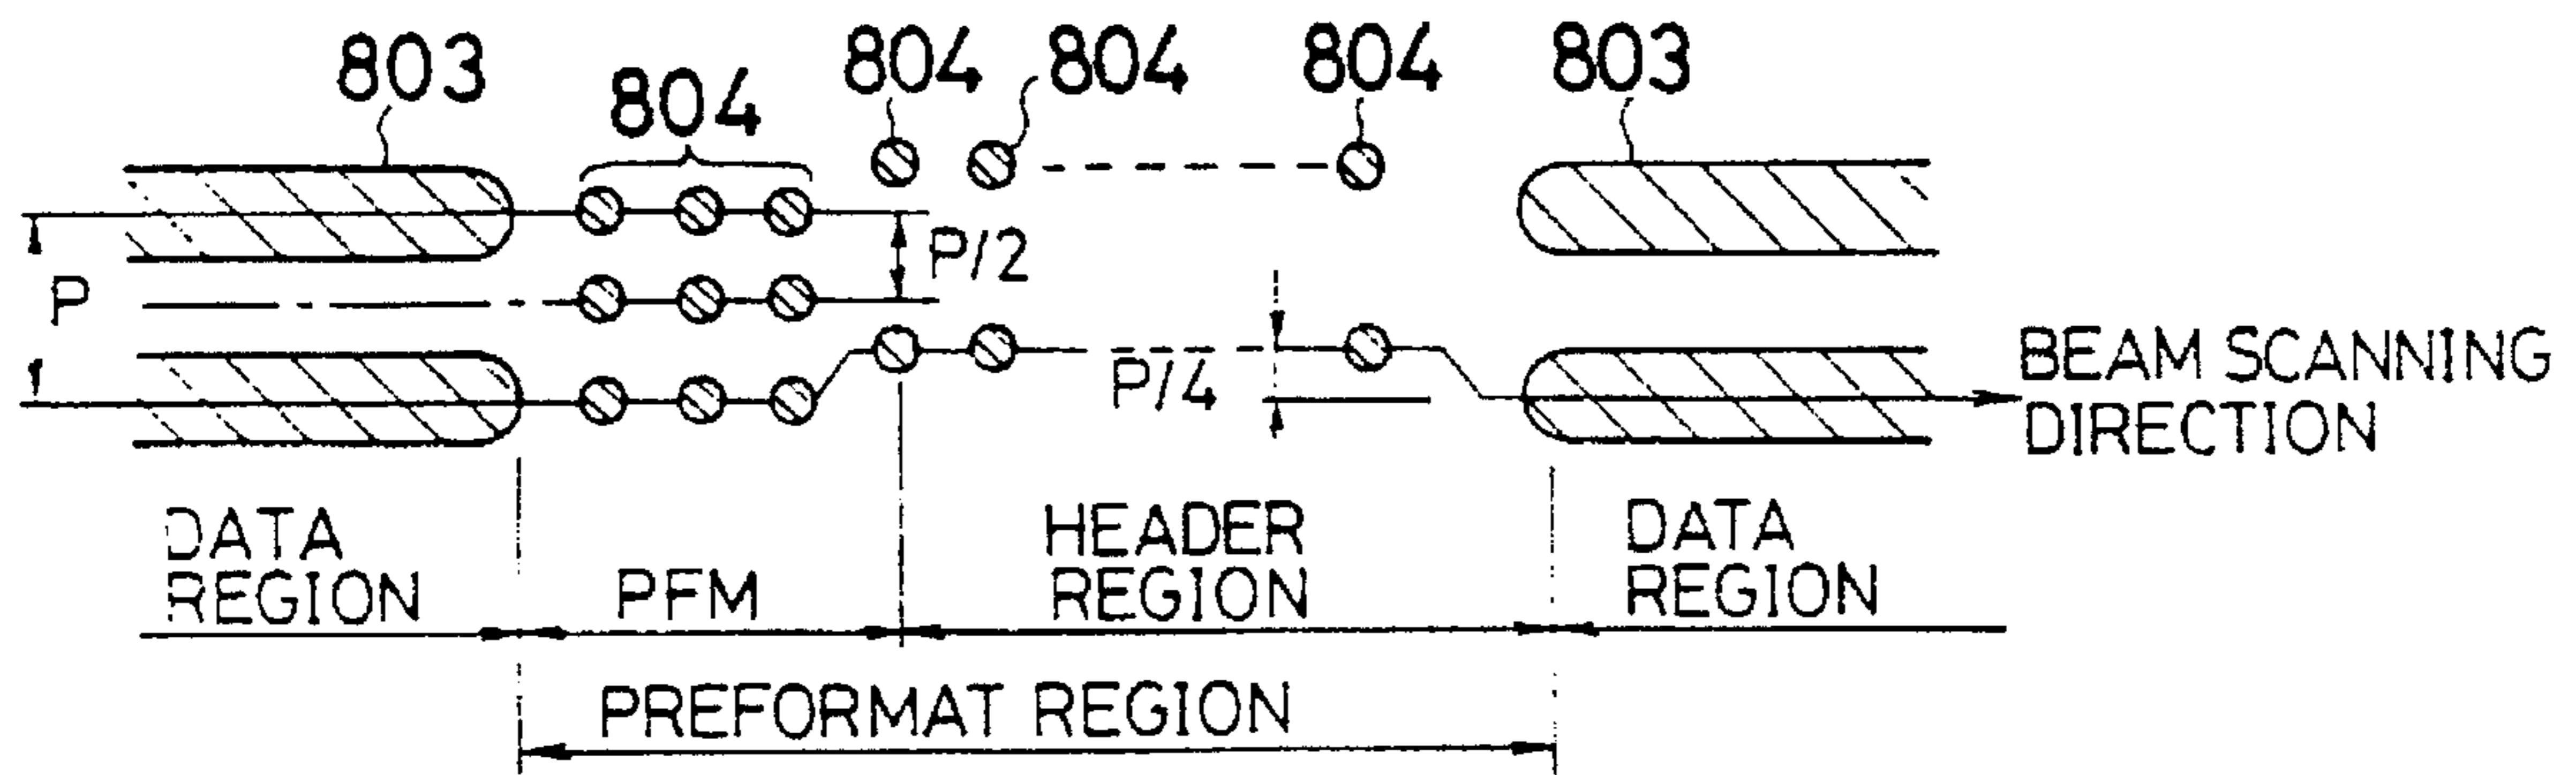 803
804
804
804
804
803
P
P/2
P/4
BEAM SCANNING
DIRECTION
DATA
REGION
PFM
HEADER
REGION
DATA
REGION
PREFORMAT REGION